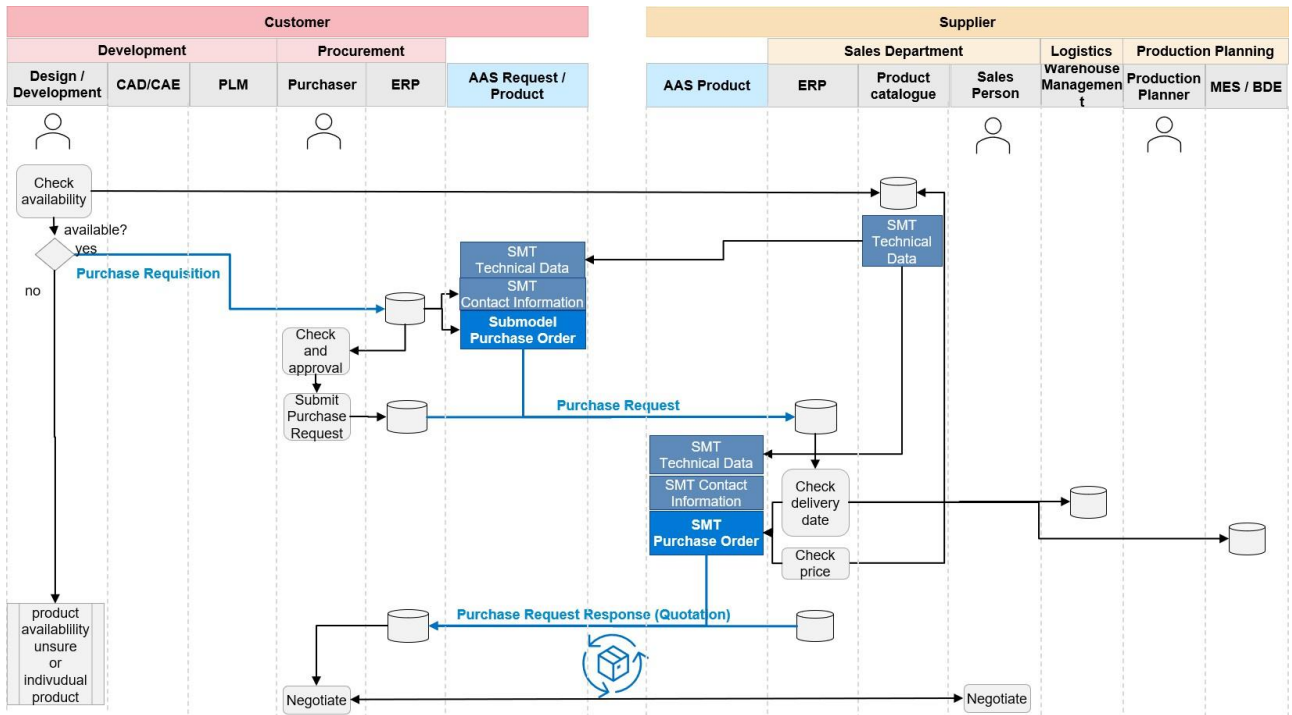 Customer
Supplier
Development
Procurement
Sales Department
Logistics
Production Planning
Design /
Development
CAD/CAE
PLM
Purchaser
ERP
AAS Request /
Product
AAS Product
ERP
Product
catalogue
Sales
Person
Warehouse
Managemen
t
Production
Planner
MES / BDE
Check
availability
available?
yes
Purchase Requisition
no
SMT
Technical
Data
SMT
Technical Data
SMT
Contact Information
Submodel
Purchase Order
Check
and
approval
Submit
Purchase
Request
Purchase Request
SMT
Technical Data
SMT Contact
Information
SMT
Purchase Order
Check
delivery
date
Check
price
product
availablility
unsure
or
indivudual
product
Purchase Request Response (Quotation)
Negotiate
Negotiate